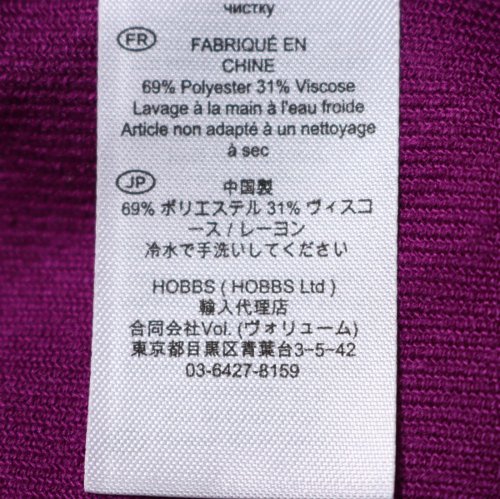 чистку
FR
FABRIQUÉ EN
CHINE
69% Polyester 31% Viscose
Lavage à la main à l'eau froide
Article non adapté à un nettoyage
à sec
JP
中国製
69% ポリエステル 31% ヴィスコ
ース / レーヨン
冷水で手洗いしてください
HOBBS ( HOBBS Ltd )
輸入代理店
合同会社Vol. (ヴォリューム)
東京都目黒区青葉台3-5-42
03-6427-8159